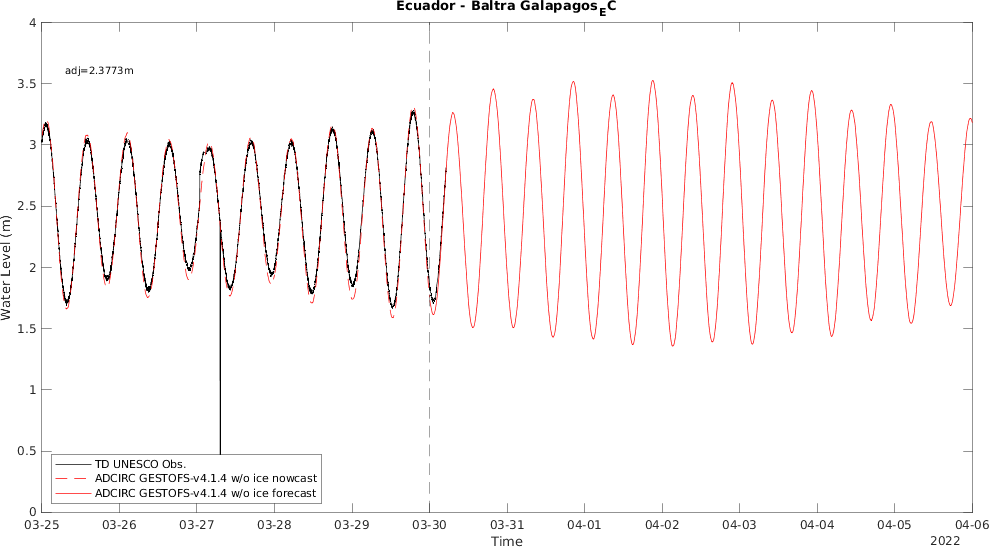 Ecuador - Baltra Galapagos_EC
adj=2.3773m
4
3.5
3
2.5
2
1.5
1
0.5
0
Water Level (m)
TD UNESCO Obs.
ADCIRC GESTOFS-v4.1.4 w/o ice nowcast
ADCIRC GESTOFS-v4.1.4 w/o ice forecast
03-25 03-26 03-27 03-28 03-29 03-30 03-31 04-01 04-02 04-03 04-04 04-05 04-06
Time
2022